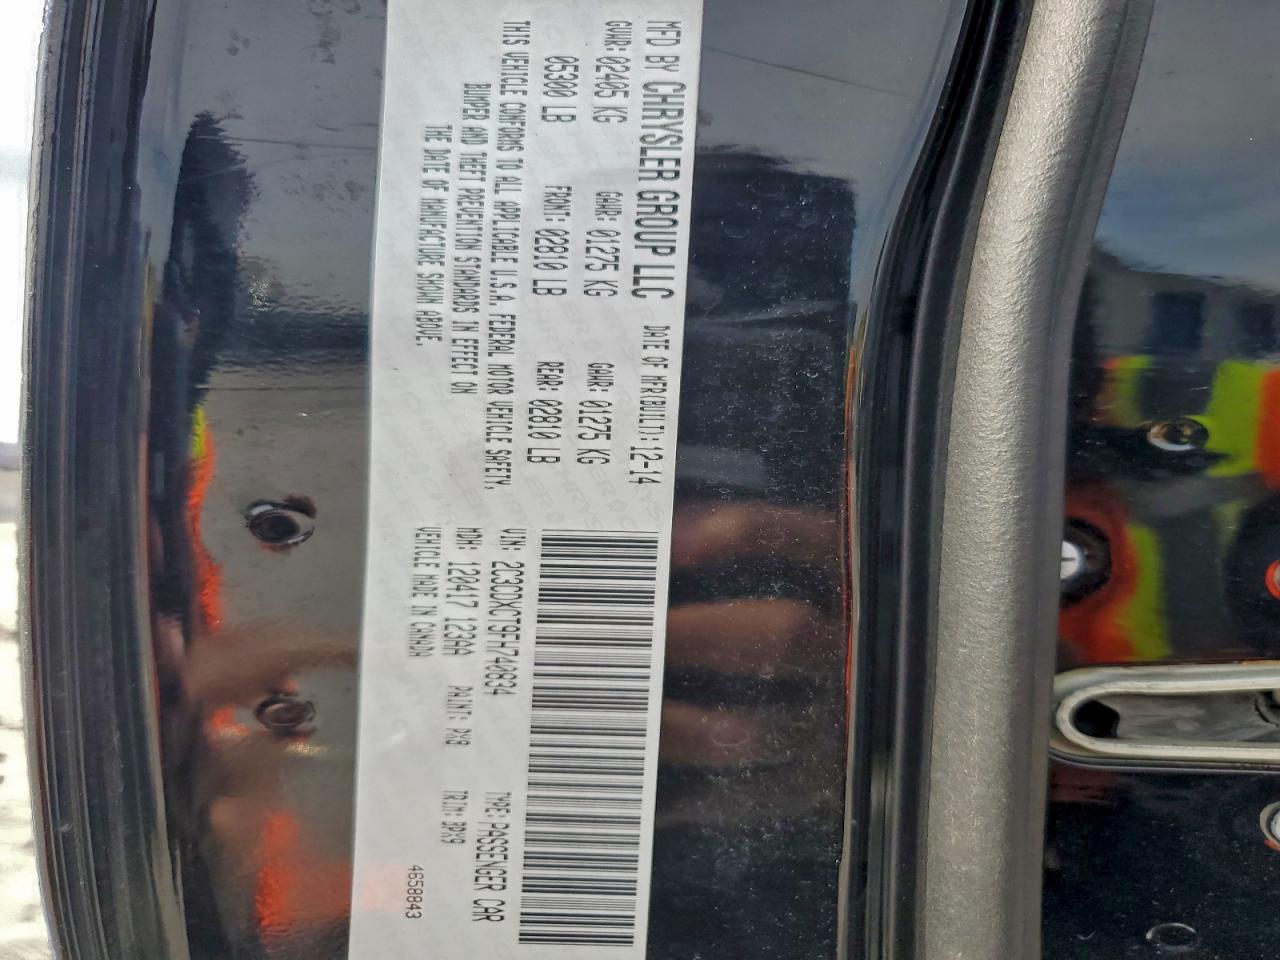 MFD BY CHRYSLER GROUP LLC DATE OF MFR(BUILT): 12-14
GVWR: 02405 KG GAWR: 01275 KG GAWR: 01275 KG
05300 LB FRONT: 02810 LB REAR: 02810 LB
THIS VEHICLE CONFORMS TO ALL APPLICABLE U.S.A. FEDERAL MOTOR VEHICLE SAFETY,
BUMPER AND THEFT PREVENTION STANDARDS IN EFFECT ON
THE DATE OF MANUFACTURE SHOWN ABOVE.
VIN: 2C3CDXCT9FH740834 TYPE: PASSENGER CAR
MDH: 120417 123AA PAINT: PX8 TRIM: BPX9
VEHICLE MADE IN CANADA
4658843